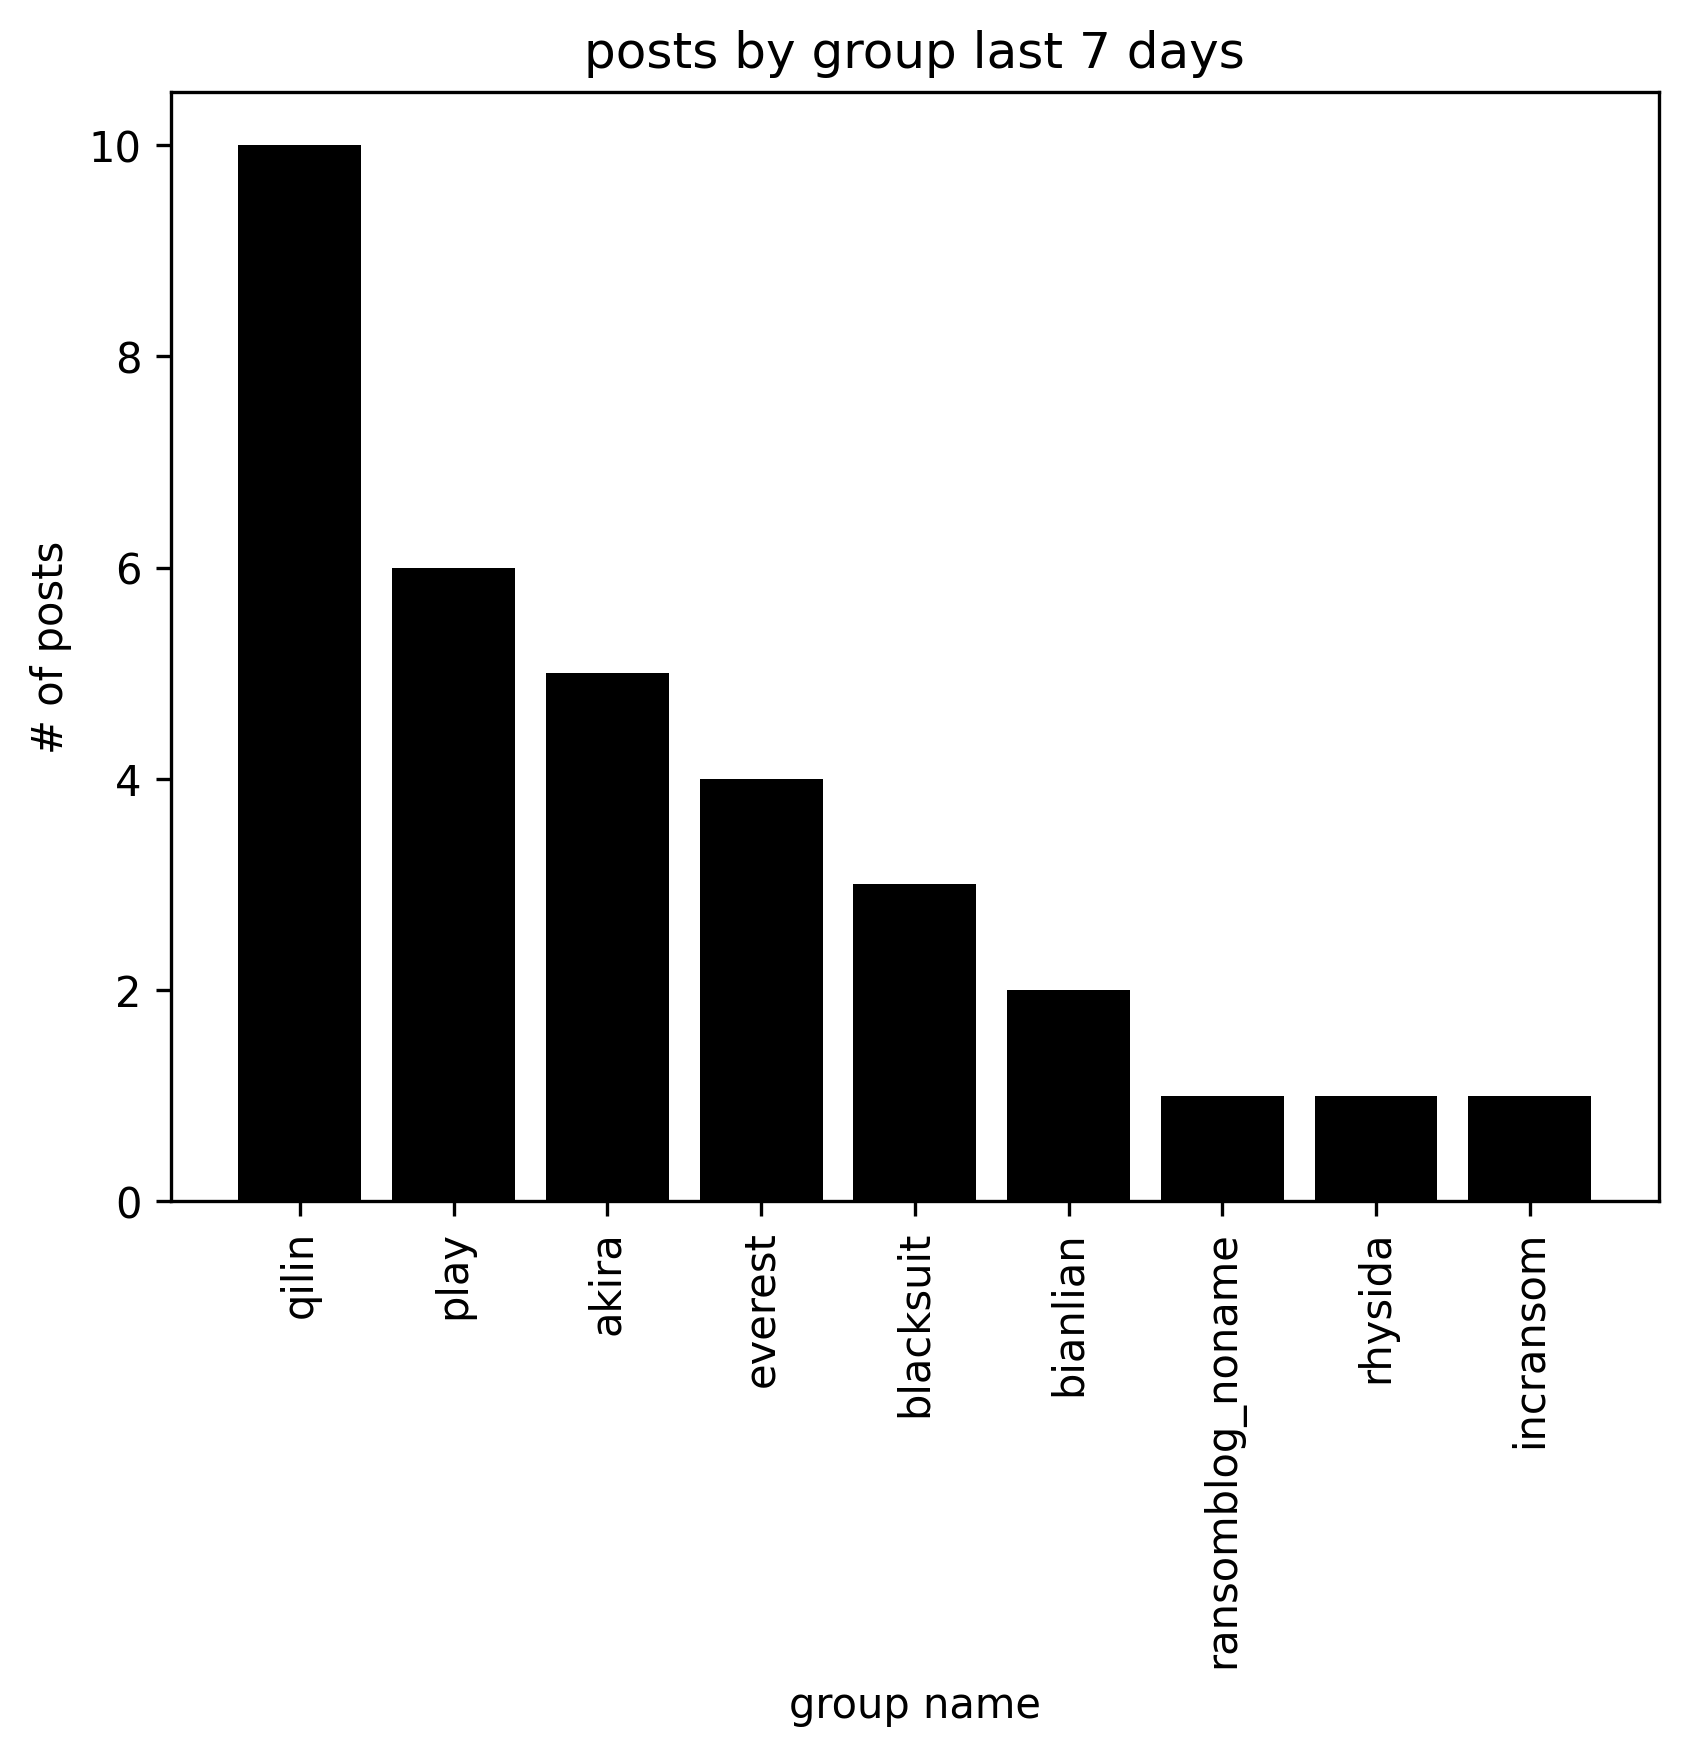 posts by group last 7 days
# of posts
10
8
6
4
2
0
qilin
play
akira
everest
blacksuit
bianlian
ransomblog_noname
rhysida
incransom
group name